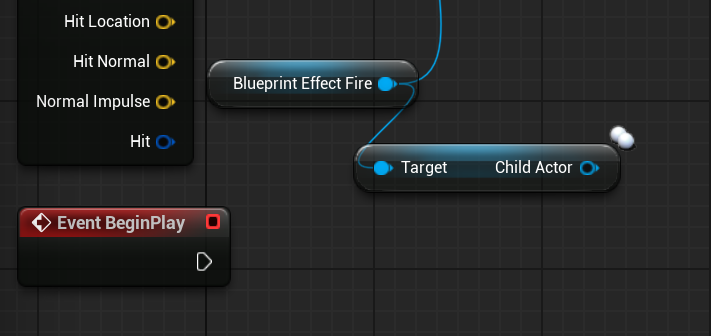 Hit Location
Hit Normal
Normal Impulse
Hit
Blueprint Effect Fire
Target
Child Actor
Event BeginPlay